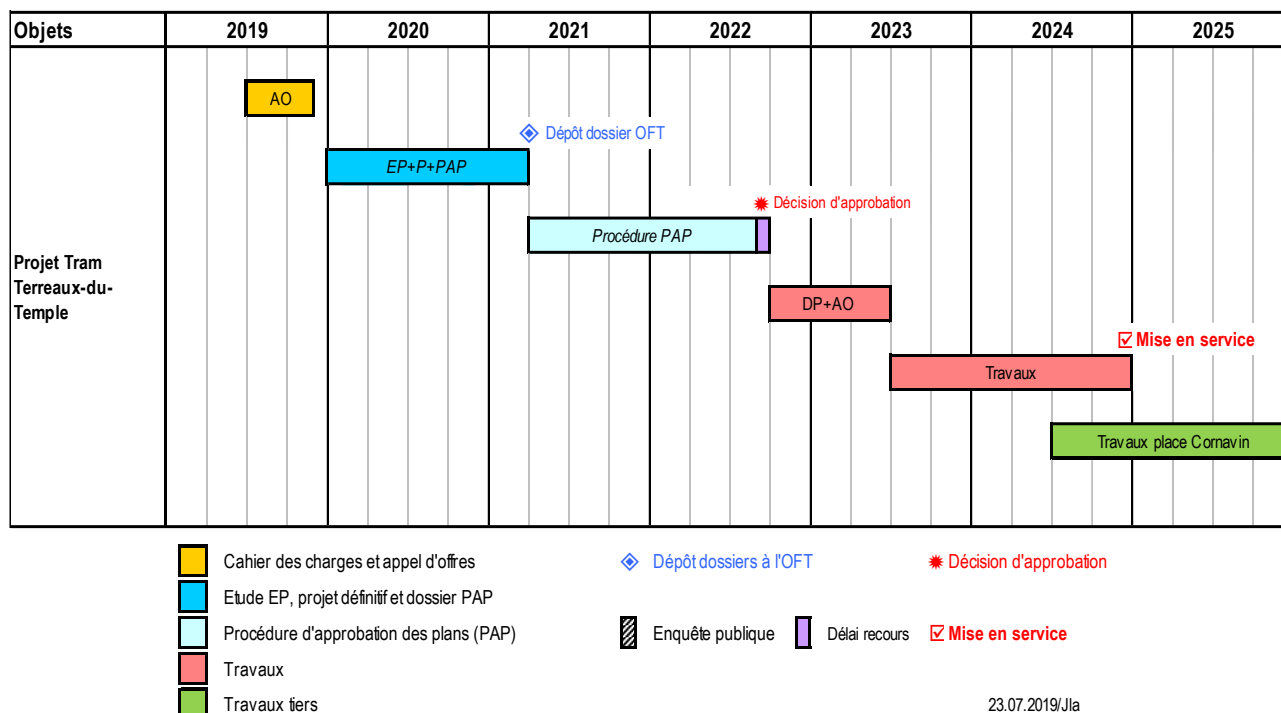 Objets 2019 2020 2021 2022 2023 2024 2025
AO
Dépôt dossier OFT
EP+P+PAP
Décision d'approbation
Procédure PAP
Projet Tram
Terreaux-du-
Temple
DP+AO
Mise en service
Travaux
Travaux place Cornavin
Cahier des charges et appel d'offres
Dépôt dossiers à l'OFT
Décision d'approbation
Etude EP, projet définitif et dossier PAP
Procédure d'approbation des plans (PAP)
Enquête publique
Délai recours
Mise en service
Travaux
Travaux tiers
23.07.2019/Jla